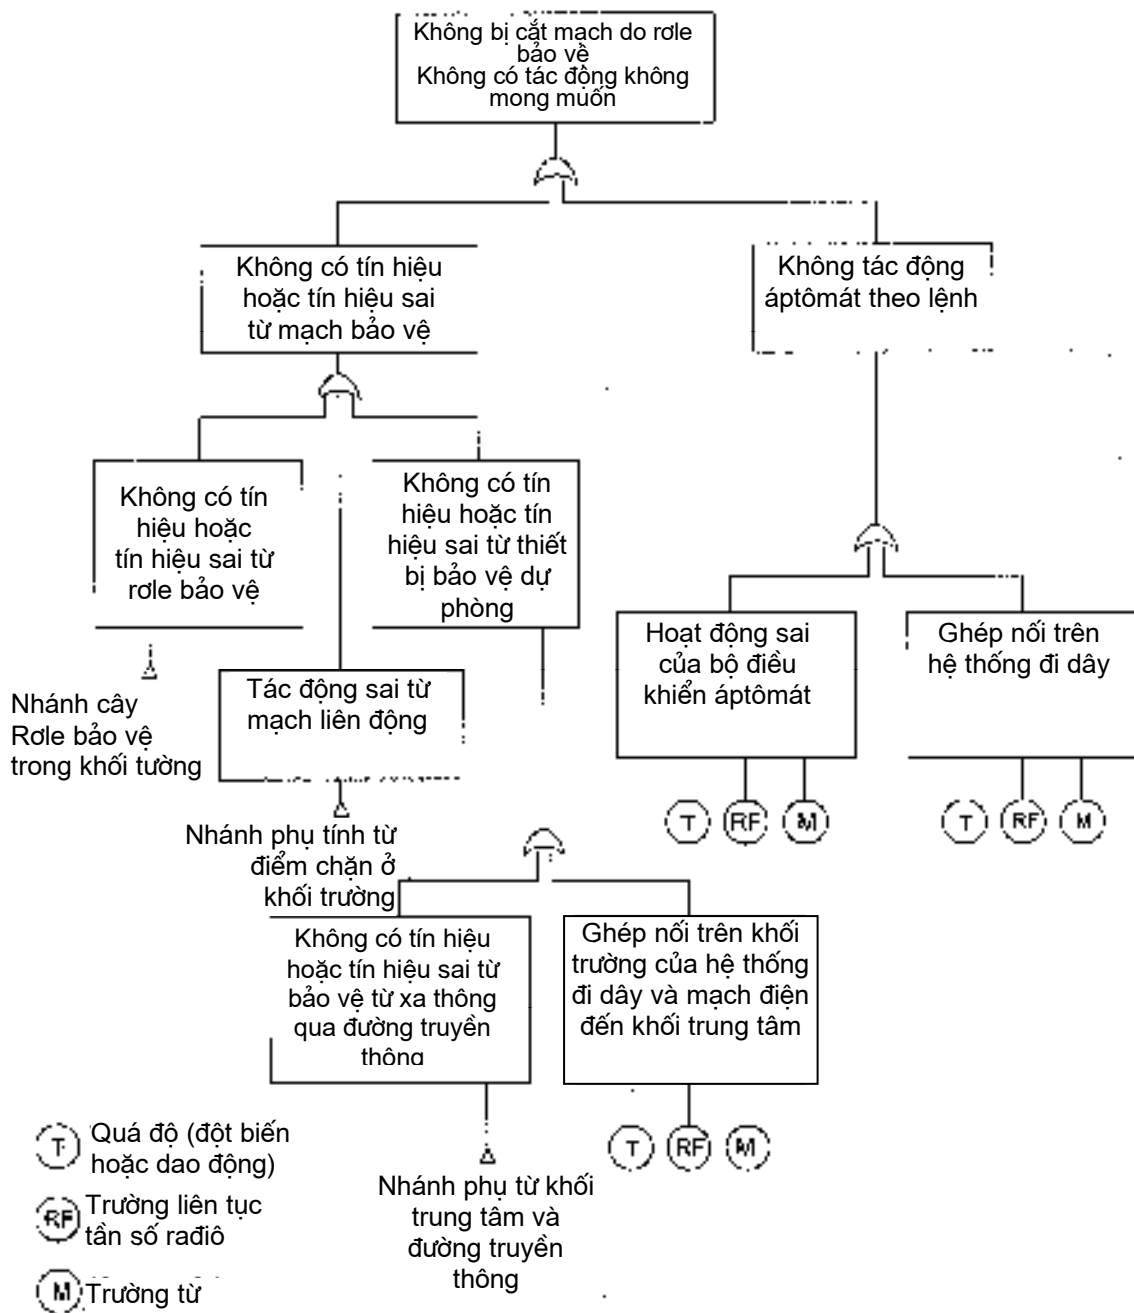 Không bị cắt mạch do rơle
bảo về
Không có tác động không
mong muốn
Không có tín hiệu
hoặc tín hiệu sai
từ mạch bảo vệ
Không tác động
áptômát theo lệnh
Không có tín
hiệu hoặc
tín hiệu sai từ
rơle bảo vệ
Không có tín
hiệu hoặc tín
hiệu sai từ thiết
bị bảo vệ dự
phòng
Hoạt động sai
của bộ điều
khiển áptômát
Ghép nối trên
hệ thống đi dây
Nhánh cây
Rơle bảo vệ
trong khối tường
Tác động sai từ
mạch liên động
T RF M
T RF M
Nhánh phụ tính từ
điểm chặn ở
khối trường
Không có tín hiệu
hoặc tín hiệu sai từ
bảo vệ từ xa thông
qua đường truyền
thông
Ghép nối trên khối
trường của hệ thống
đi dây và mạch điện
đến khối trung tâm
T RF M
Nhánh phụ từ khối
trung tâm và
đường truyền
thông
T Quá độ (đột biến
hoặc dao động)
RF Trường liên tục
tần số rađiô
M Trường từ